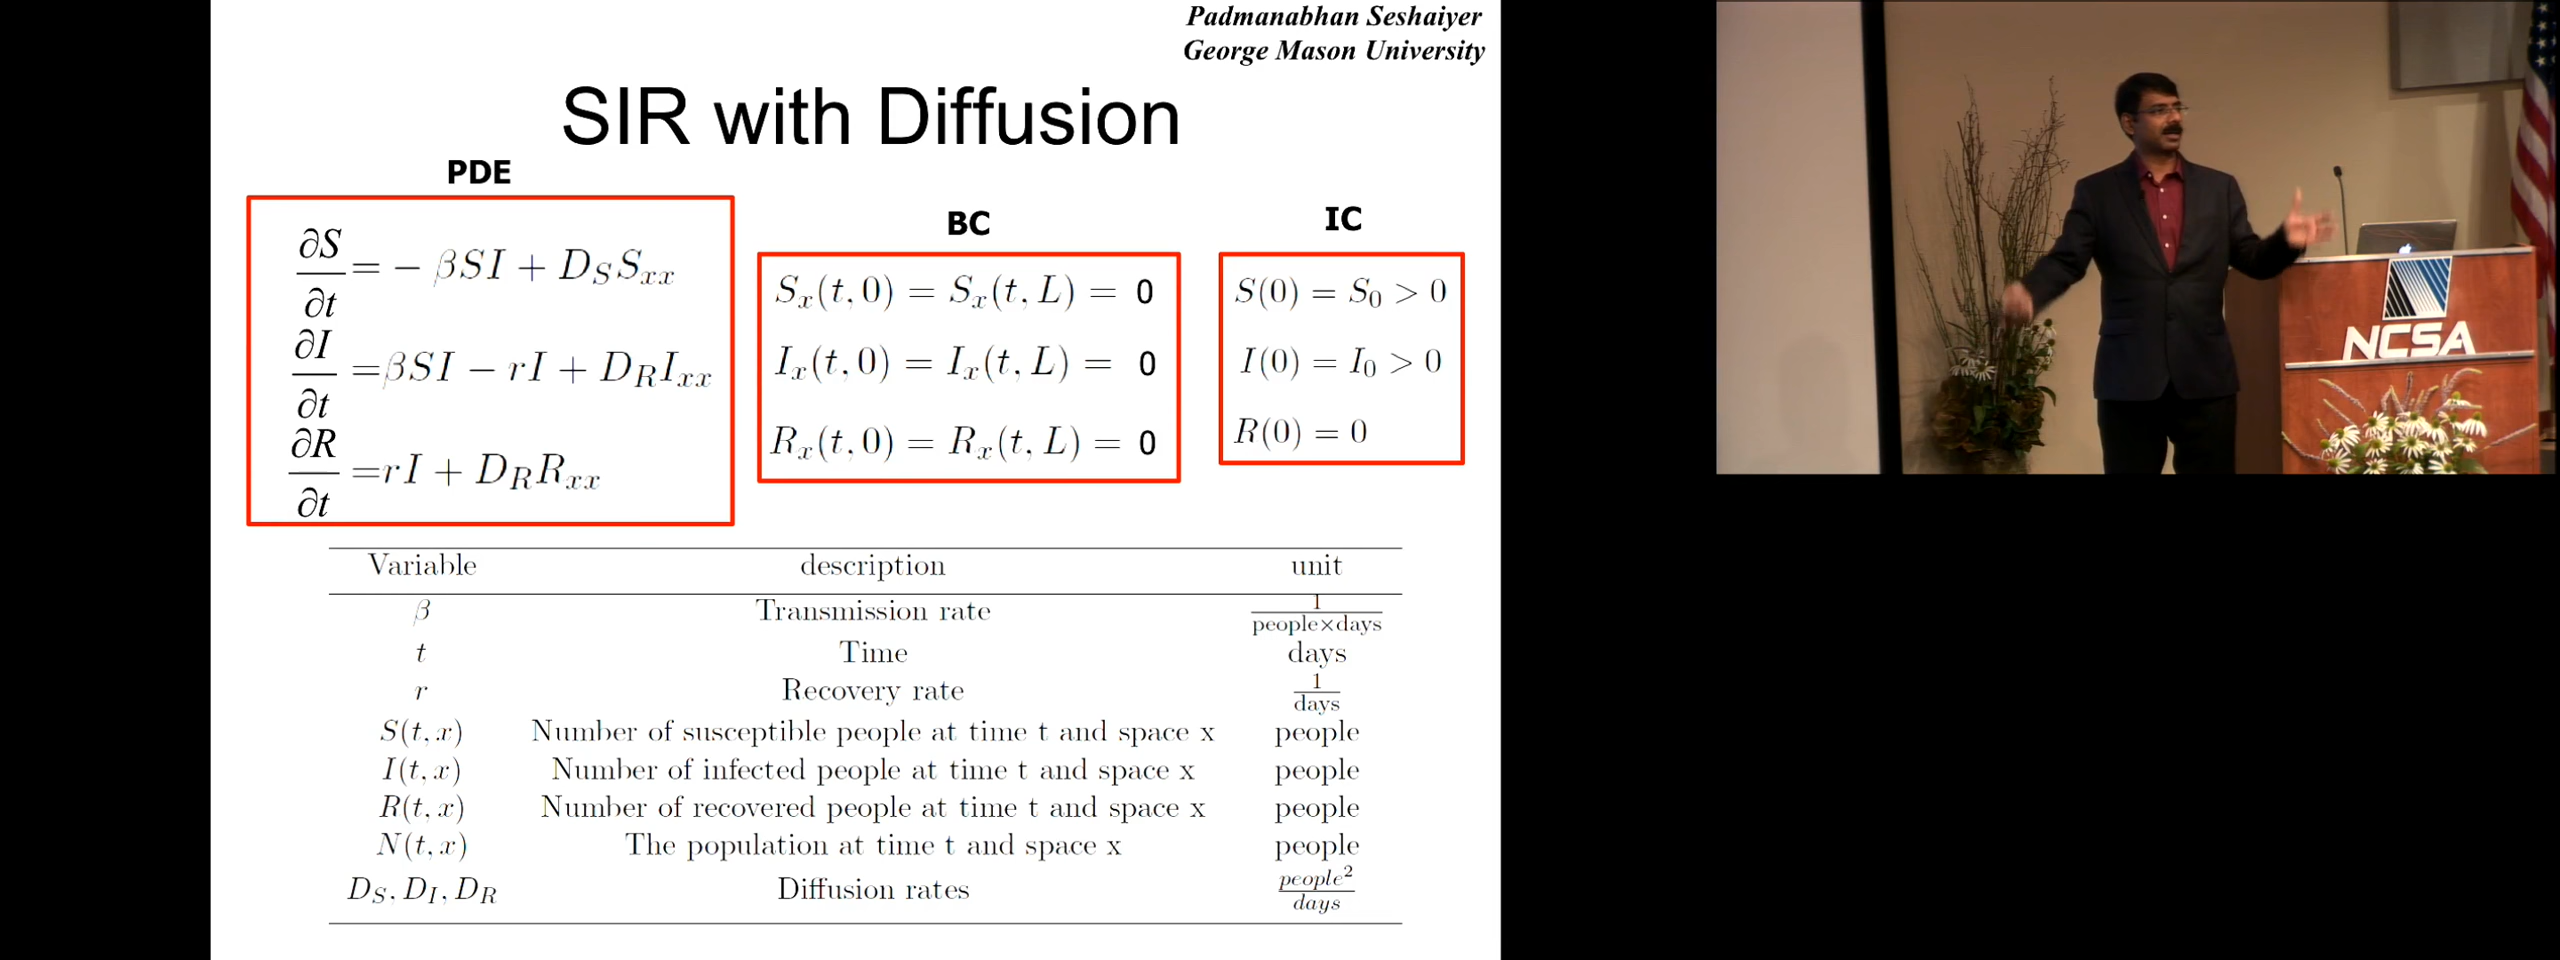 Padmanabhan Seshaiyer
George Mason University
SIR with Diffusion
PDE
∂S/∂t = − βSI + D_S S_xx
∂I/∂t = βSI − rI + D_R I_xx
∂R/∂t = rI + D_R R_xx
BC
S_x(t, 0) = S_x(t, L) = 0
I_x(t, 0) = I_x(t, L) = 0
R_x(t, 0) = R_x(t, L) = 0
IC
S(0) = S_0 > 0
I(0) = I_0 > 0
R(0) = 0
Variable description unit
β Transmission rate 1/people×days
t Time days
r Recovery rate 1/days
S(t, x) Number of susceptible people at time t and space x people
I(t, x) Number of infected people at time t and space x people
R(t, x) Number of recovered people at time t and space x people
N(t, x) The population at time t and space x people
D_S, D_I, D_R Diffusion rates people²/days
NCSA